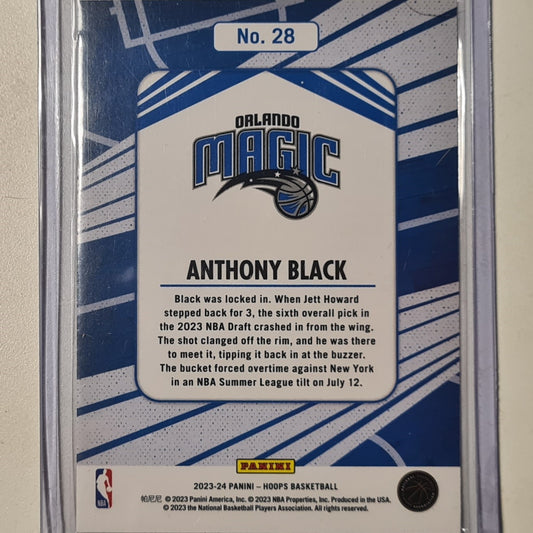 No. 28
ORLANDO
MAGIC
ANTHONY BLACK
Black was locked in. When Jett Howard
stepped back for 3, the sixth overall pick in
the 2023 NBA Draft crashed in from the wing.
The shot clanged off the rim, and he was there
to meet it, tipping it back in at the buzzer.
The bucket forced overtime against New York
in an NBA Summer League tilt on July 12.
PANINI
2023-24 PANINI – HOOPS BASKETBALL
NBA
帕尼尼 © 2023 Panini America, Inc. © 2023 NBA Properties, Inc. Produced in the USA.
© 2023 the National Basketball Players Association. All rights reserved.